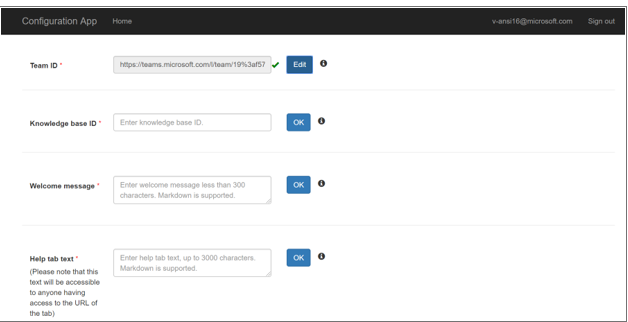 Configuration App Home v-ansi16@microsoft.com Sign out
Team ID * https://teams.microsoft.com/l/team/19%3af57 Edit
Knowledge base ID * Enter knowledge base ID. OK
Welcome message * Enter welcome message less than 300 OK
characters. Markdown is supported.
Help tab text * Enter help tab text, up to 3000 characters. OK
Markdown is supported.
(Please note that this
text will be accessible
to anyone having
access to the URL of
the tab)